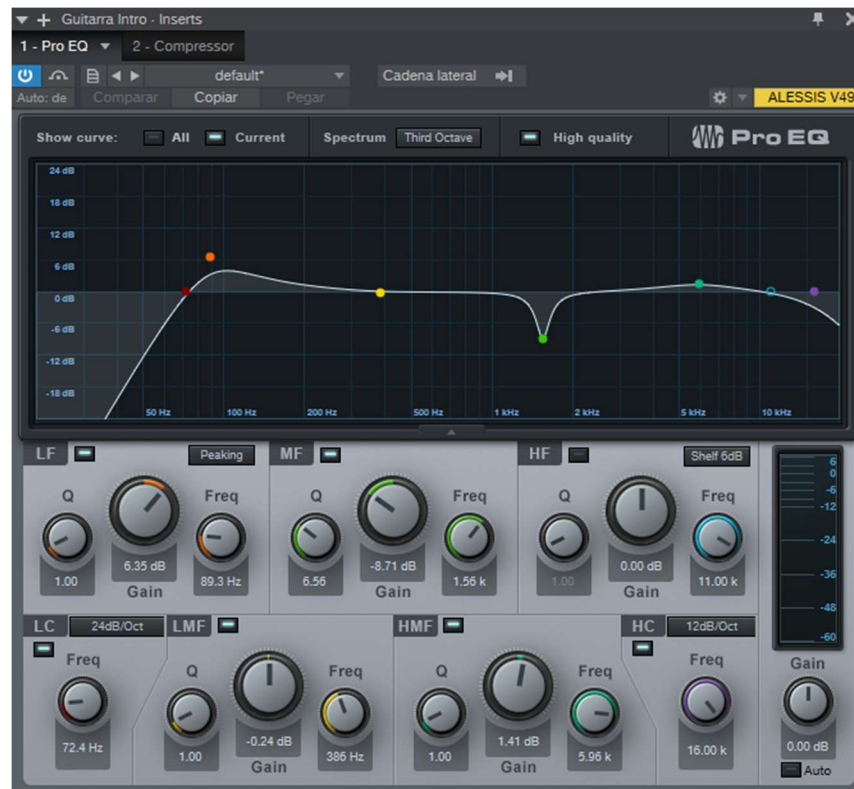 Guitarra Intro - Inserts
1 - Pro EQ 2 - Compressor
default* Cadena lateral
Auto: de Comparar Copiar Pegar ALESSIS V49
Show curve: All Current Spectrum Third Octave High quality Pro EQ
24 dB
18 dB
12 dB
6 dB
0 dB
-6 dB
-12 dB
-18 dB
50 Hz 100 Hz 200 Hz 500 Hz 1 kHz 2 kHz 5 kHz 10 kHz
LF Peaking MF HF Shelf 6dB
Q Freq Q Freq Q Freq
1.00 6.35 dB 89.3 Hz 6.56 -8.71 dB 1.56 k 1.00 0.00 dB 11.00 k
Gain Gain Gain
6
0
-6
-12
-24
-36
-48
-60
LC 24dB/Oct LMF HMF HC 12dB/Oct
Freq Q Freq Q Freq Freq Gain
72.4 Hz 1.00 -0.24 dB 386 Hz 1.00 1.41 dB 5.96 k 16.00 k 0.00 dB
Gain Gain Auto